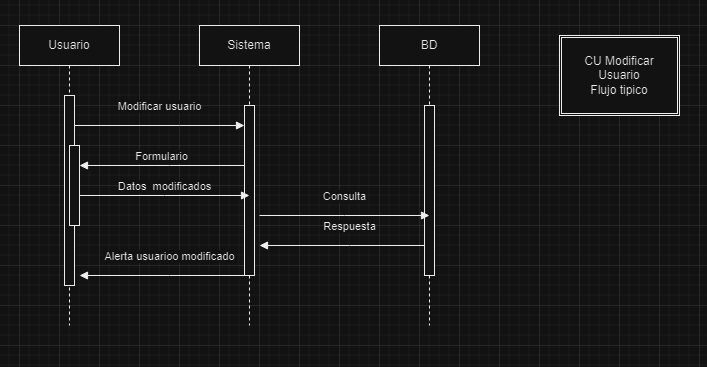 Usuario
Sistema
BD
CU Modificar
Usuario
Flujo tipico
Modificar usuario
Formulario
Datos modificados
Consulta
Respuesta
Alerta usuarioo modificado